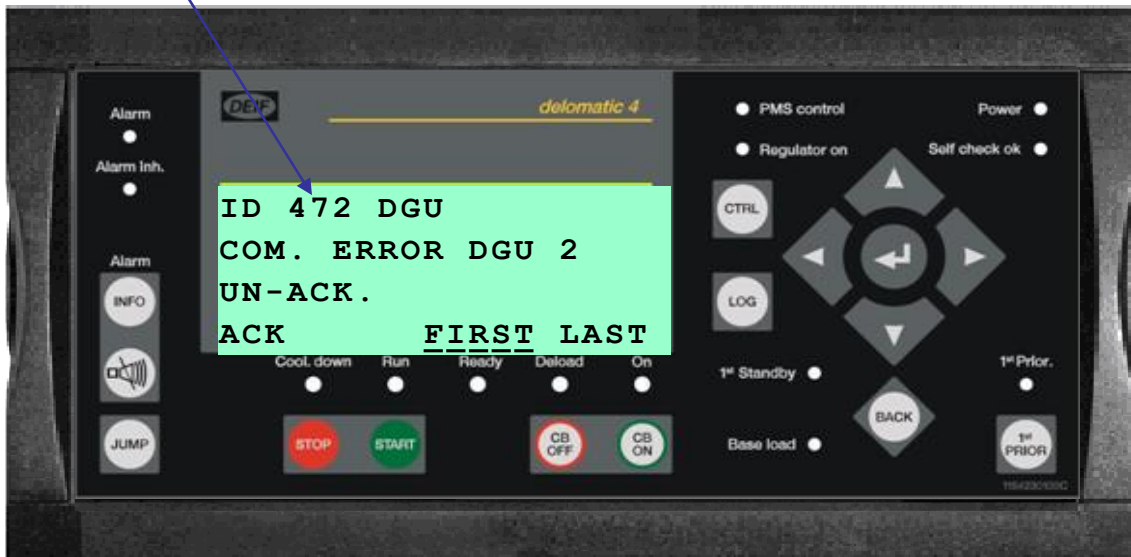 DEIF
delomatic 4
Alarm
Alarm Inh.
PMS control
Power
Regulator on
Self check ok
ID 472 DGU
COM. ERROR DGU 2
UN-ACK.
ACK FIRST LAST
CTRL
LOG
Alarm
INFO
JUMP
Cool. down
Run
Ready
Deload
On
STOP
START
CB OFF
CB ON
1st Standby
Base load
BACK
1st Prior.
1st PRIOR